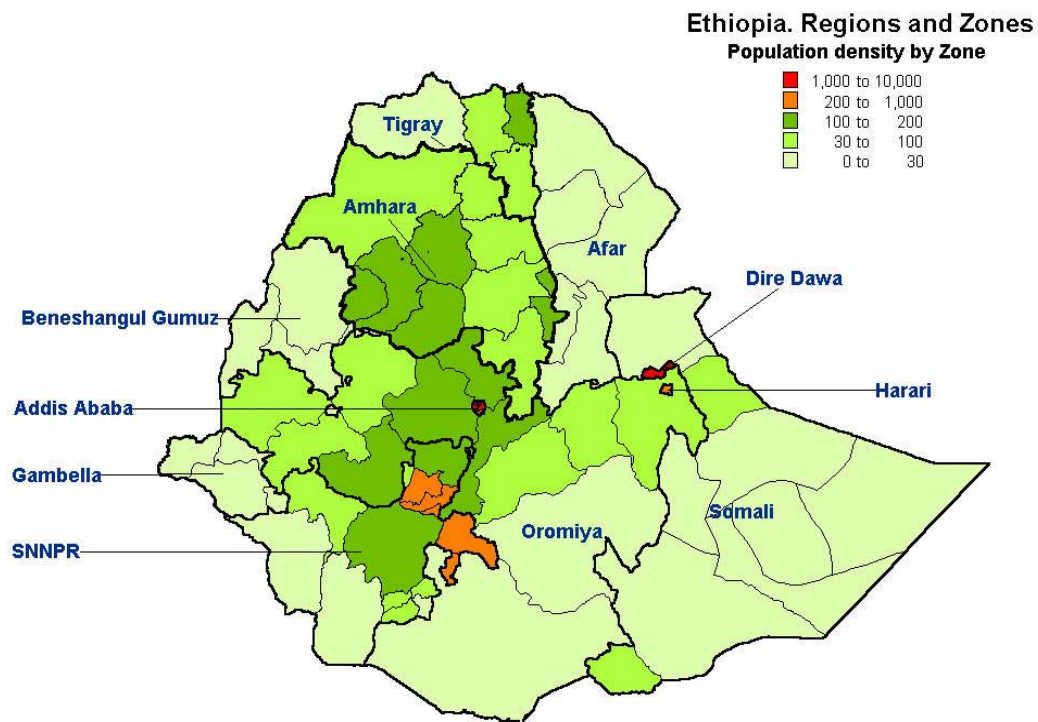 Ethiopia. Regions and Zones
Population density by Zone
1,000 to 10,000
200 to 1,000
100 to 200
30 to 100
0 to 30
Tigray
Amhara
Afar
Dire Dawa
Beneshangul Gumuz
Harari
Addis Ababa
Gambella
Somali
Oromiya
SNNPR